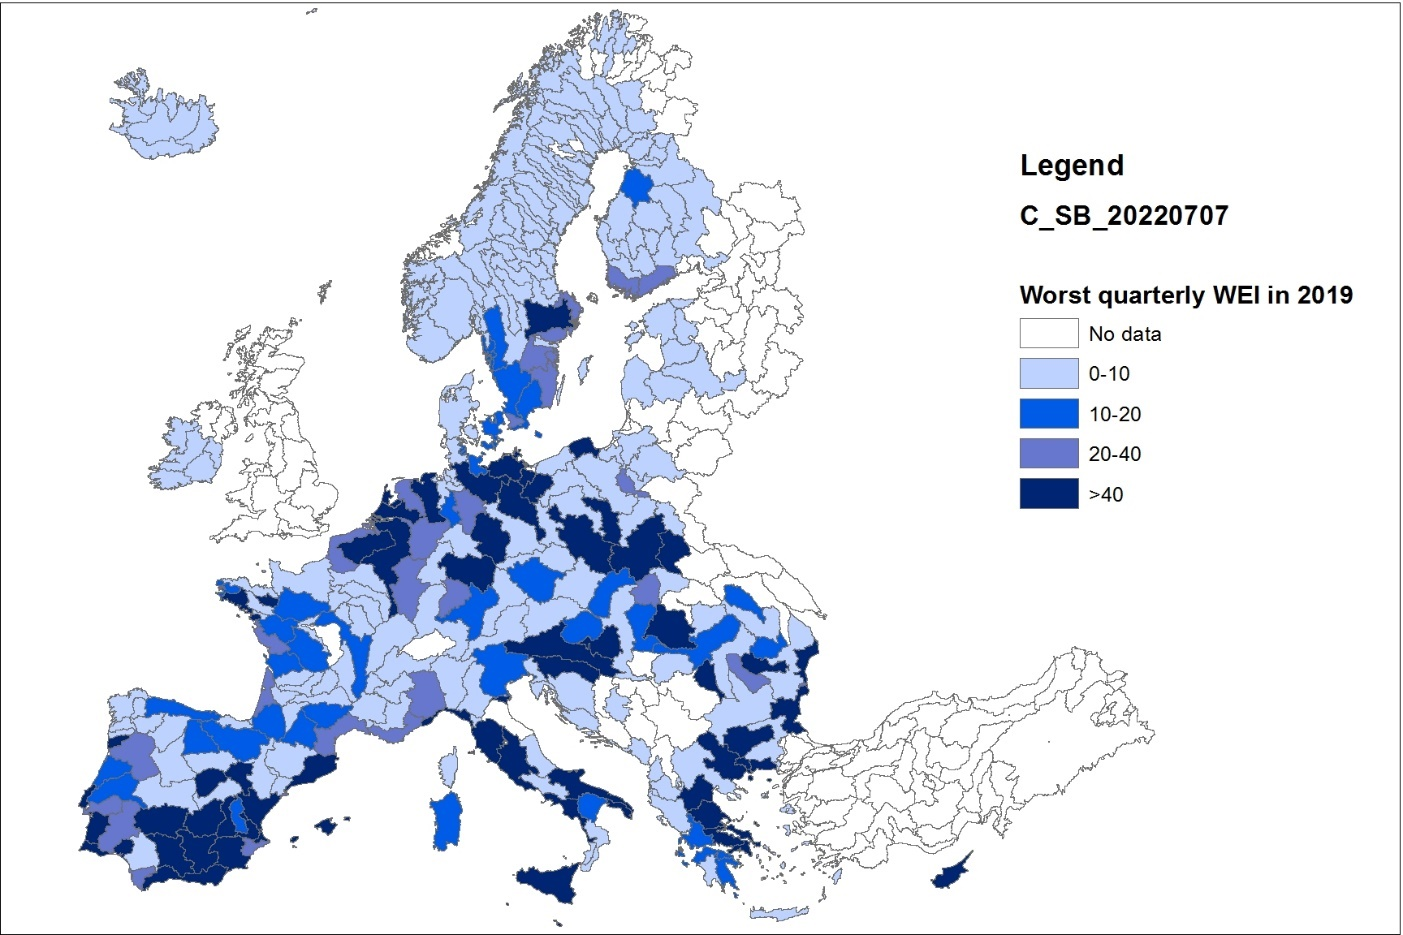 Legend
C_SB_20220707
Worst quarterly WEI in 2019
No data
0-10
10-20
20-40
>40